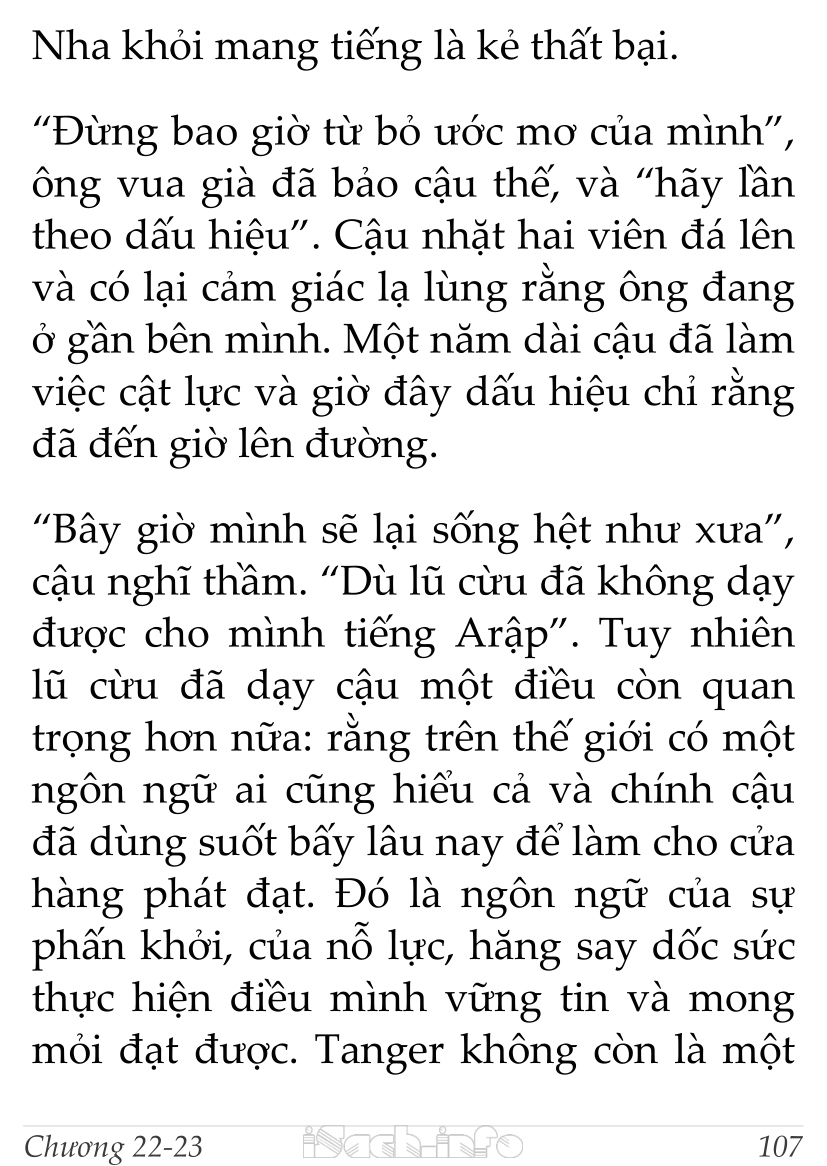 Nha khỏi mang tiếng là kẻ thất bại.
“Đừng bao giờ từ bỏ ước mơ của mình”,
ông vua già đã bảo cậu thế, và “hãy lần
theo dấu hiệu”. Cậu nhặt hai viên đá lên
và có lại cảm giác lạ lùng rằng ông đang
ở gần bên mình. Một năm dài cậu đã làm
việc cật lực và giờ đây dấu hiệu chỉ rằng
đã đến giờ lên đường.
“Bây giờ mình sẽ lại sống hệt như xưa”,
cậu nghĩ thầm. “Dù lũ cừu đã không dạy
được cho mình tiếng Arập”. Tuy nhiên
lũ cừu đã dạy cậu một điều còn quan
trọng hơn nữa: rằng trên thế giới có một
ngôn ngữ ai cũng hiểu cả và chính cậu
đã dùng suốt bấy lâu nay để làm cho cửa
hàng phát đạt. Đó là ngôn ngữ của sự
phấn khởi, của nỗ lực, hăng say dốc sức
thực hiện điều mình vững tin và mong
mỏi đạt được. Tanger không còn là một
Chương 22-23 iSach.info 107